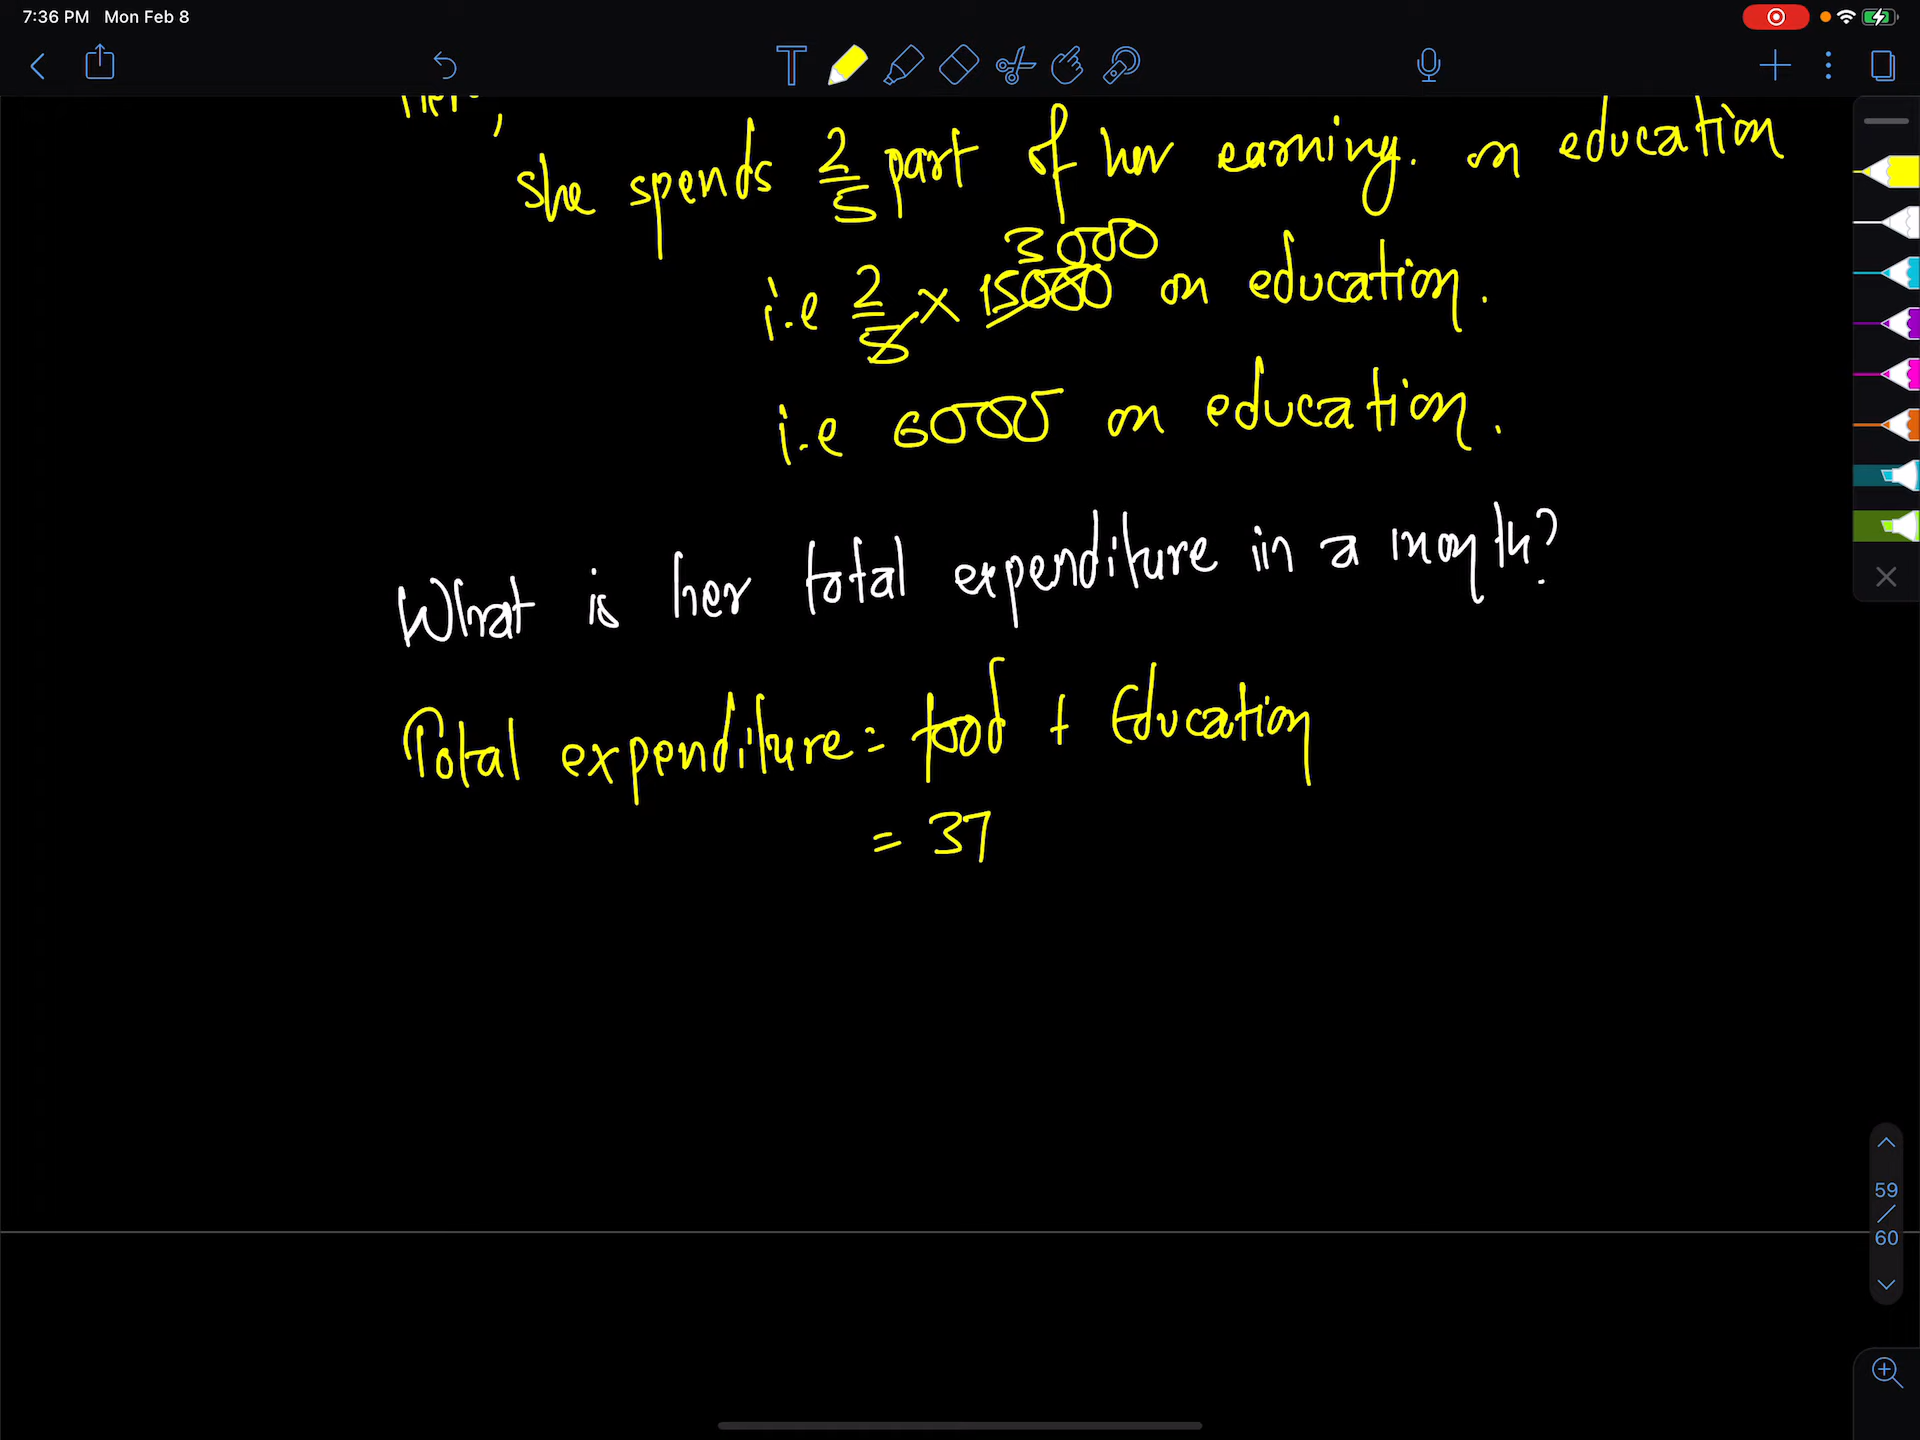 7:36 PM Mon Feb 8
she spends 2/5 part of her earning. on education
3000
i.e 2/5 × 15000 on education.
i.e 6000 on education.
What is her total expenditure in a month?
Total expenditure = food + Education
= 37
59
/
60